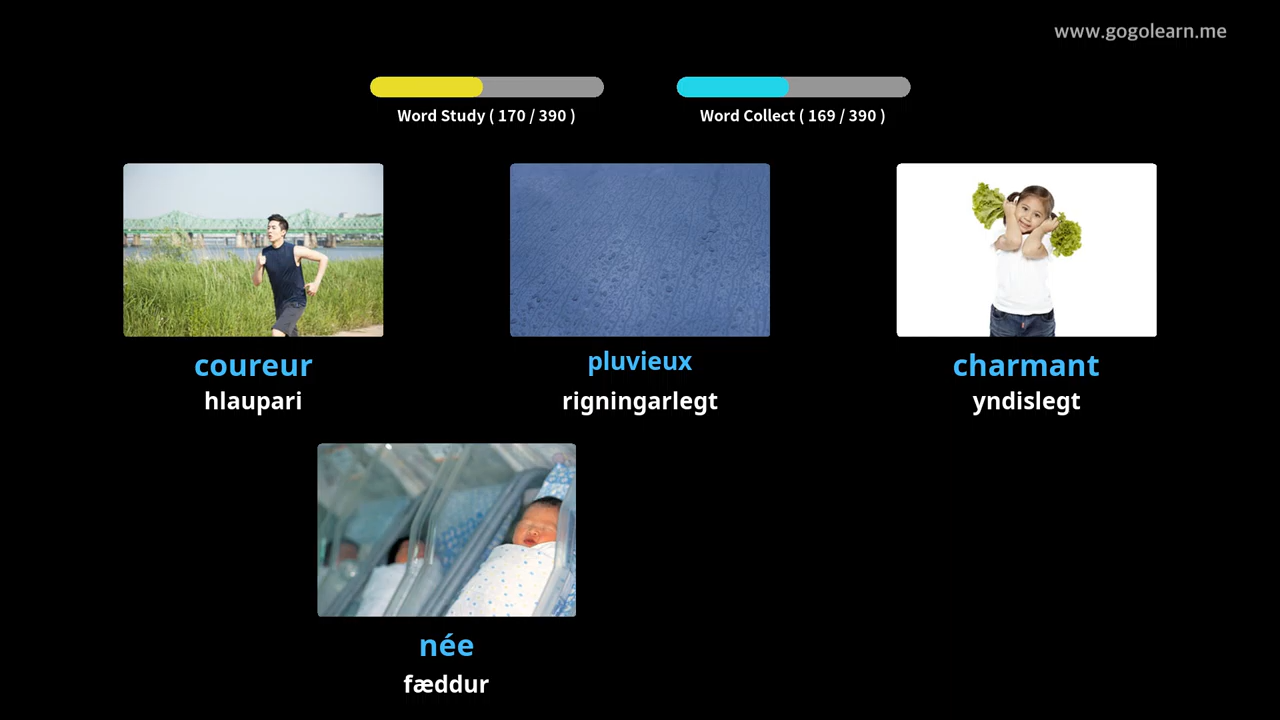 www.gogolearn.me
Word Study ( 170 / 390 )
Word Collect ( 169 / 390 )
coureur
hlaupari
pluvieux
rigningarlegt
charmant
yndislegt
née
fæddur